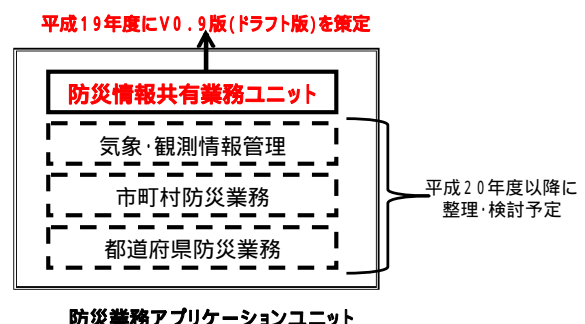 平成19年度にV0.9版(ドラフト版)を策定
防災情報共有業務ユニット
気象・観測情報管理
市町村防災業務
都道府県防災業務
平成20年度以降に
整理・検討予定
防災業務アプリケーションユニット